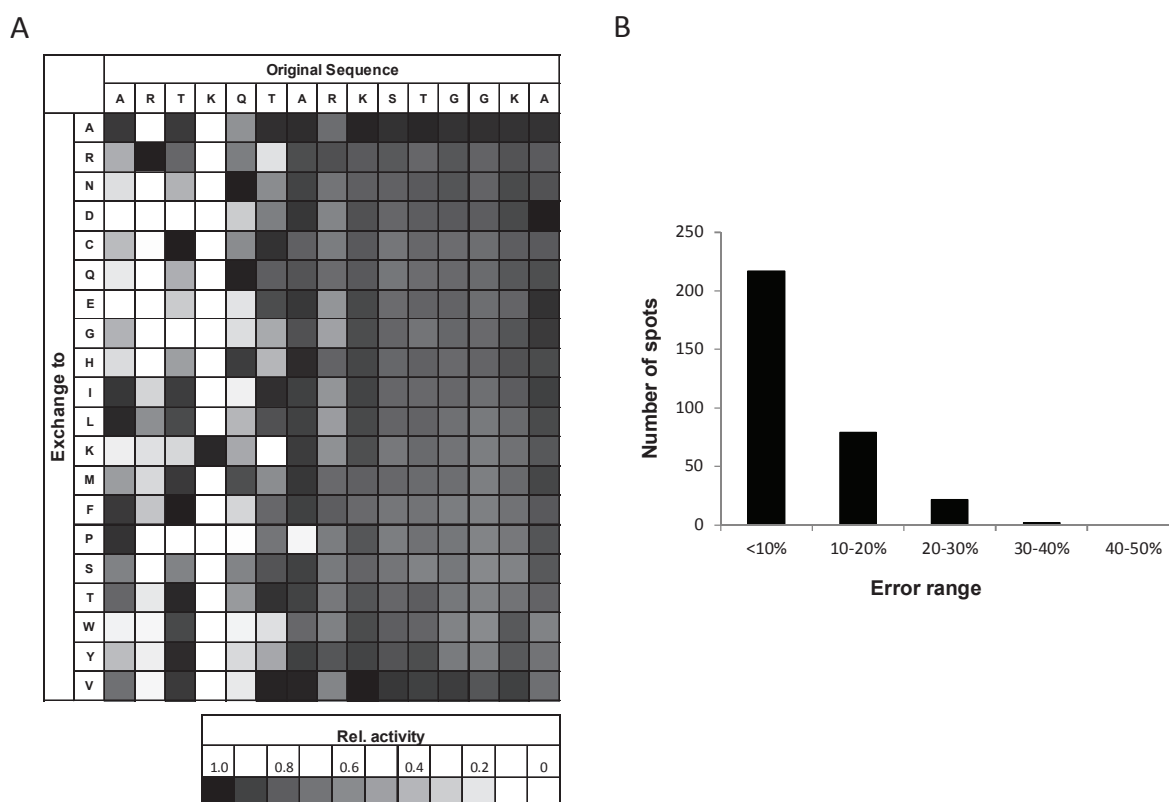 A
Original Sequence
A R T K Q T A R K S T G G K A
Exchange to
A
R
N
D
C
Q
E
G
H
I
L
K
M
F
P
S
T
W
Y
V
Rel. activity
1.0 0.8 0.6 0.4 0.2 0
B
Number of spots
250
200
150
100
50
0
<10% 10-20% 20-30% 30-40% 40-50%
Error range